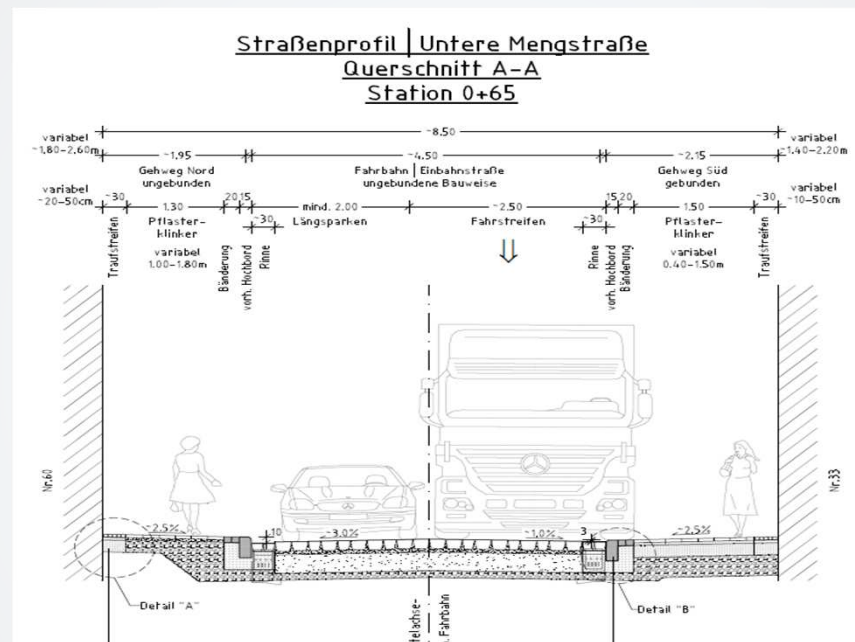 Straßenprofil | Untere Mengstraße
Querschnitt A-A
Station 0+65
~8.50
variabel
~1,80-2,60m
~1.95
~4.50
~2.15
variabel
~1.40-2.20m
Gehweg Nord
ungebunden
Fahrbahn | Einbahnstraße
ungebundene Bauweise
Gehweg Süd
gebunden
variabel
~20-50cm
~30
1.30
20 15
mind. 2.00
~2.50
15 20
1.50
~30
variabel
~10-50cm
Pflaster-
klinker
~30
Längsparken
Fahrstreifen
~30
Pflaster-
klinker
variabel
1.00-1.80m
variabel
0.40-1.50m
Traufstreifen
Bänderung
vorh. Hochbord
Rinne
Rinne
vorh. Hochbord
Bänderung
Traufstreifen
Nr.60
Nr.33
~2.5%
10
~3.0%
~1.0%
3
~2.5%
Detail "A"
Detail "B"
Fahrbahn